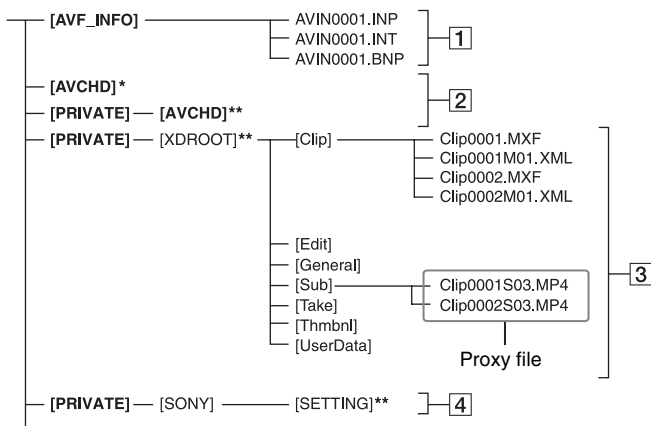 [AVF_INFO] AVIN0001.INP
AVIN0001.INT
AVIN0001.BNP
1
[AVCHD]*
[PRIVATE] [AVCHD]**
2
[PRIVATE] [XDROOT]** [Clip] Clip0001.MXF
Clip0001M01.XML
Clip0002.MXF
Clip0002M01.XML
[Edit]
[General]
[Sub] Clip0001S03.MP4
[Take] Clip0002S03.MP4
[Thmbnl]
[UserData]
Proxy file
3
[PRIVATE] [SONY] [SETTING]** 4